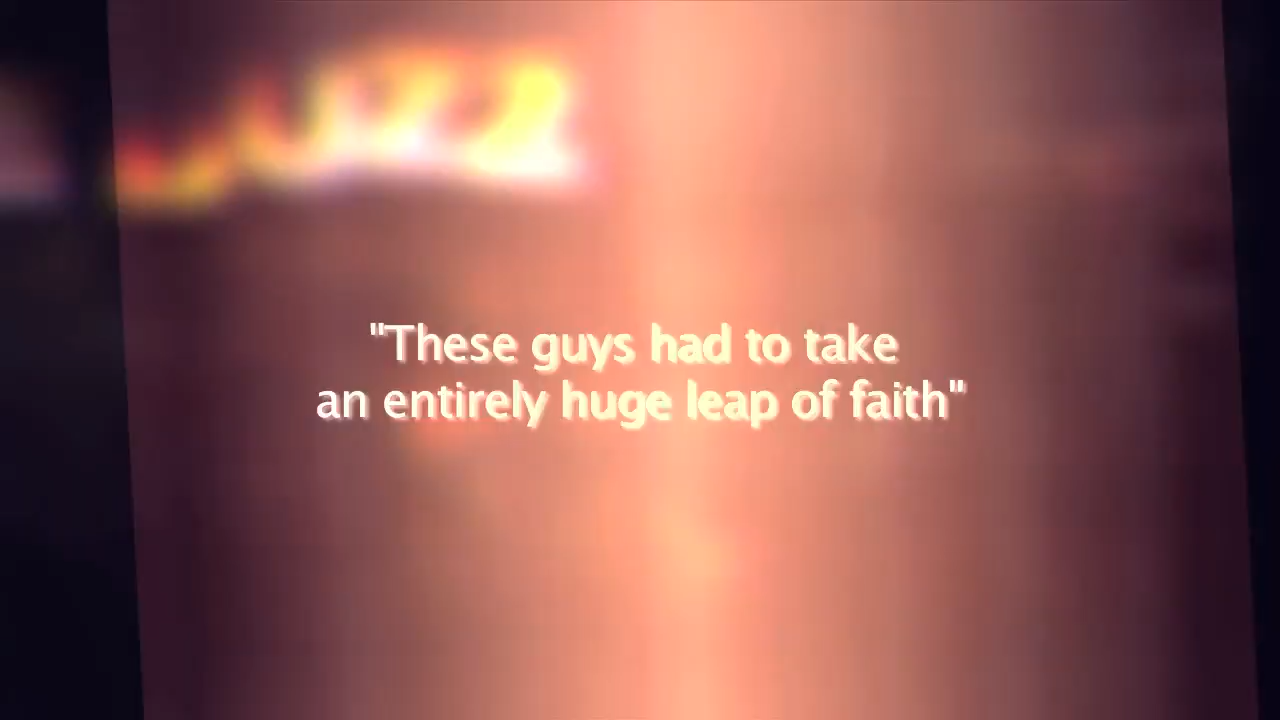 "These guys had to take
an entirely huge leap of faith"